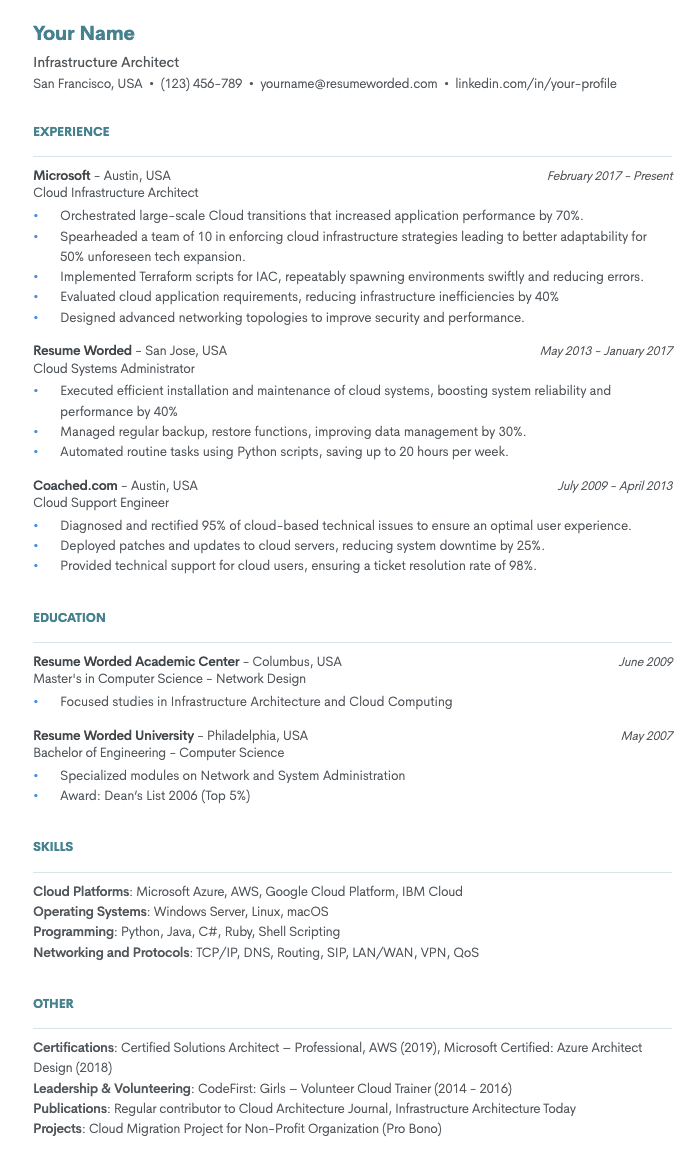 Your Name
Infrastructure Architect
San Francisco, USA • (123) 456-789 • yourname@resumeworded.com • linkedin.com/in/your-profile
EXPERIENCE
Microsoft - Austin, USA February 2017 - Present
Cloud Infrastructure Architect
• Orchestrated large-scale Cloud transitions that increased application performance by 70%.
• Spearheaded a team of 10 in enforcing cloud infrastructure strategies leading to better adaptability for
50% unforeseen tech expansion.
• Implemented Terraform scripts for IAC, repeatably spawning environments swiftly and reducing errors.
• Evaluated cloud application requirements, reducing infrastructure inefficiencies by 40%
• Designed advanced networking topologies to improve security and performance.
Resume Worded - San Jose, USA May 2013 - January 2017
Cloud Systems Administrator
• Executed efficient installation and maintenance of cloud systems, boosting system reliability and
performance by 40%
• Managed regular backup, restore functions, improving data management by 30%.
• Automated routine tasks using Python scripts, saving up to 20 hours per week.
Coached.com - Austin, USA July 2009 - April 2013
Cloud Support Engineer
• Diagnosed and rectified 95% of cloud-based technical issues to ensure an optimal user experience.
• Deployed patches and updates to cloud servers, reducing system downtime by 25%.
• Provided technical support for cloud users, ensuring a ticket resolution rate of 98%.
EDUCATION
Resume Worded Academic Center - Columbus, USA June 2009
Master's in Computer Science - Network Design
• Focused studies in Infrastructure Architecture and Cloud Computing
Resume Worded University - Philadelphia, USA May 2007
Bachelor of Engineering - Computer Science
• Specialized modules on Network and System Administration
• Award: Dean’s List 2006 (Top 5%)
SKILLS
Cloud Platforms: Microsoft Azure, AWS, Google Cloud Platform, IBM Cloud
Operating Systems: Windows Server, Linux, macOS
Programming: Python, Java, C#, Ruby, Shell Scripting
Networking and Protocols: TCP/IP, DNS, Routing, SIP, LAN/WAN, VPN, QoS
OTHER
Certifications: Certified Solutions Architect – Professional, AWS (2019), Microsoft Certified: Azure Architect
Design (2018)
Leadership & Volunteering: CodeFirst: Girls – Volunteer Cloud Trainer (2014 - 2016)
Publications: Regular contributor to Cloud Architecture Journal, Infrastructure Architecture Today
Projects: Cloud Migration Project for Non-Profit Organization (Pro Bono)